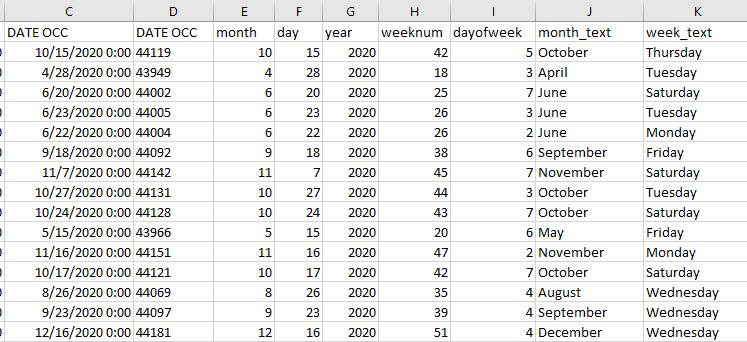 C D E F G H I J K
DATE OCC DATE OCC month day year weeknum dayofweek month_text week_text
10/15/2020 0:00 44119 10 15 2020 42 5 October Thursday
4/28/2020 0:00 43949 4 28 2020 18 3 April Tuesday
6/20/2020 0:00 44002 6 20 2020 25 7 June Saturday
6/23/2020 0:00 44005 6 23 2020 26 3 June Tuesday
6/22/2020 0:00 44004 6 22 2020 26 2 June Monday
9/18/2020 0:00 44092 9 18 2020 38 6 September Friday
11/7/2020 0:00 44142 11 7 2020 45 7 November Saturday
10/27/2020 0:00 44131 10 27 2020 44 3 October Tuesday
10/24/2020 0:00 44128 10 24 2020 43 7 October Saturday
5/15/2020 0:00 43966 5 15 2020 20 6 May Friday
11/16/2020 0:00 44151 11 16 2020 47 2 November Monday
10/17/2020 0:00 44121 10 17 2020 42 7 October Saturday
8/26/2020 0:00 44069 8 26 2020 35 4 August Wednesday
9/23/2020 0:00 44097 9 23 2020 39 4 September Wednesday
12/16/2020 0:00 44181 12 16 2020 51 4 December Wednesday